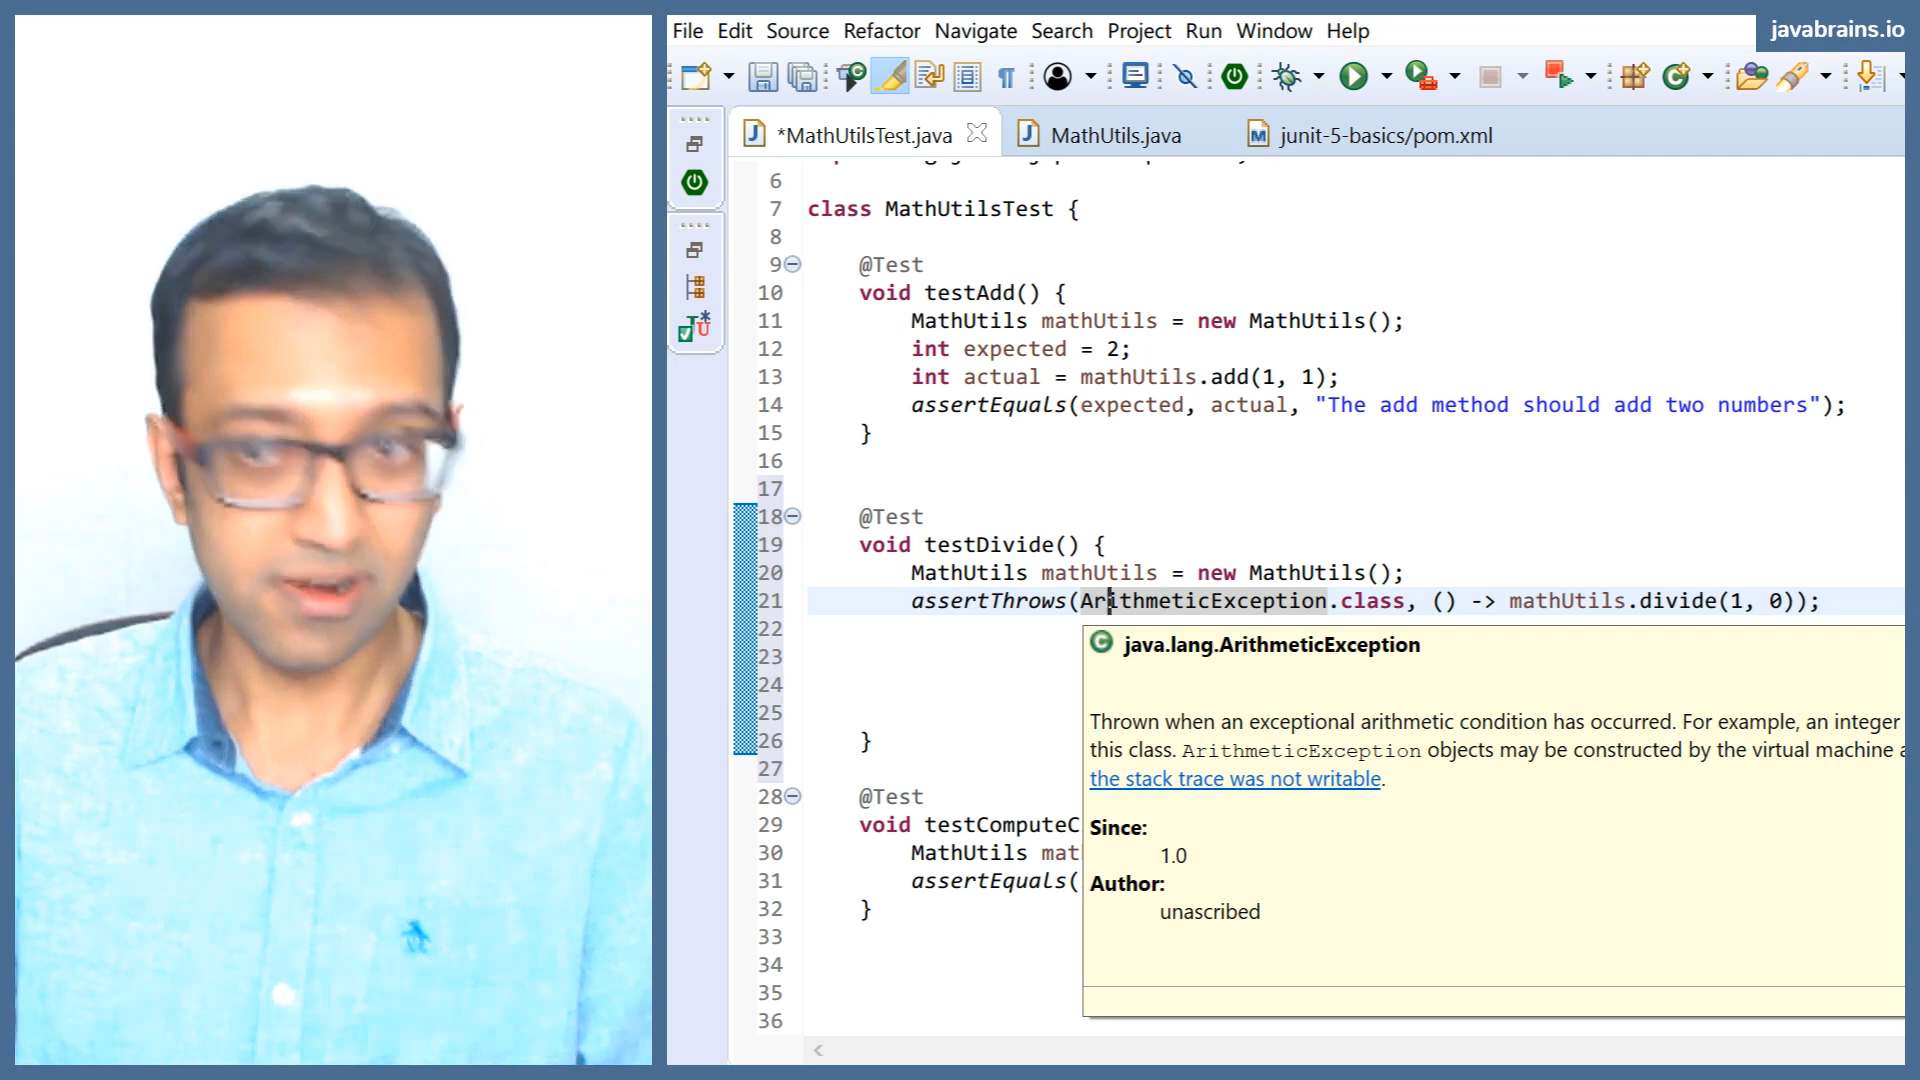 File Edit Source Refactor Navigate Search Project Run Window Help
javabrains.io
*MathUtilsTest.java
MathUtils.java
junit-5-basics/pom.xml
6
7 class MathUtilsTest {
8
9 @Test
10 void testAdd() {
11 MathUtils mathUtils = new MathUtils();
12 int expected = 2;
13 int actual = mathUtils.add(1, 1);
14 assertEquals(expected, actual, "The add method should add two numbers");
15 }
16
17
18 @Test
19 void testDivide() {
20 MathUtils mathUtils = new MathUtils();
21 assertThrows(ArithmeticException.class, () -> mathUtils.divide(1, 0));
22
23
24
25
26 }
27
28 @Test
29 void testComputeC
30 MathUtils mat
31 assertEquals(
32 }
33
34
35
36
java.lang.ArithmeticException
Thrown when an exceptional arithmetic condition has occurred. For example, an integer
this class. ArithmeticException objects may be constructed by the virtual machine
the stack trace was not writable.
Since:
1.0
Author:
unascribed